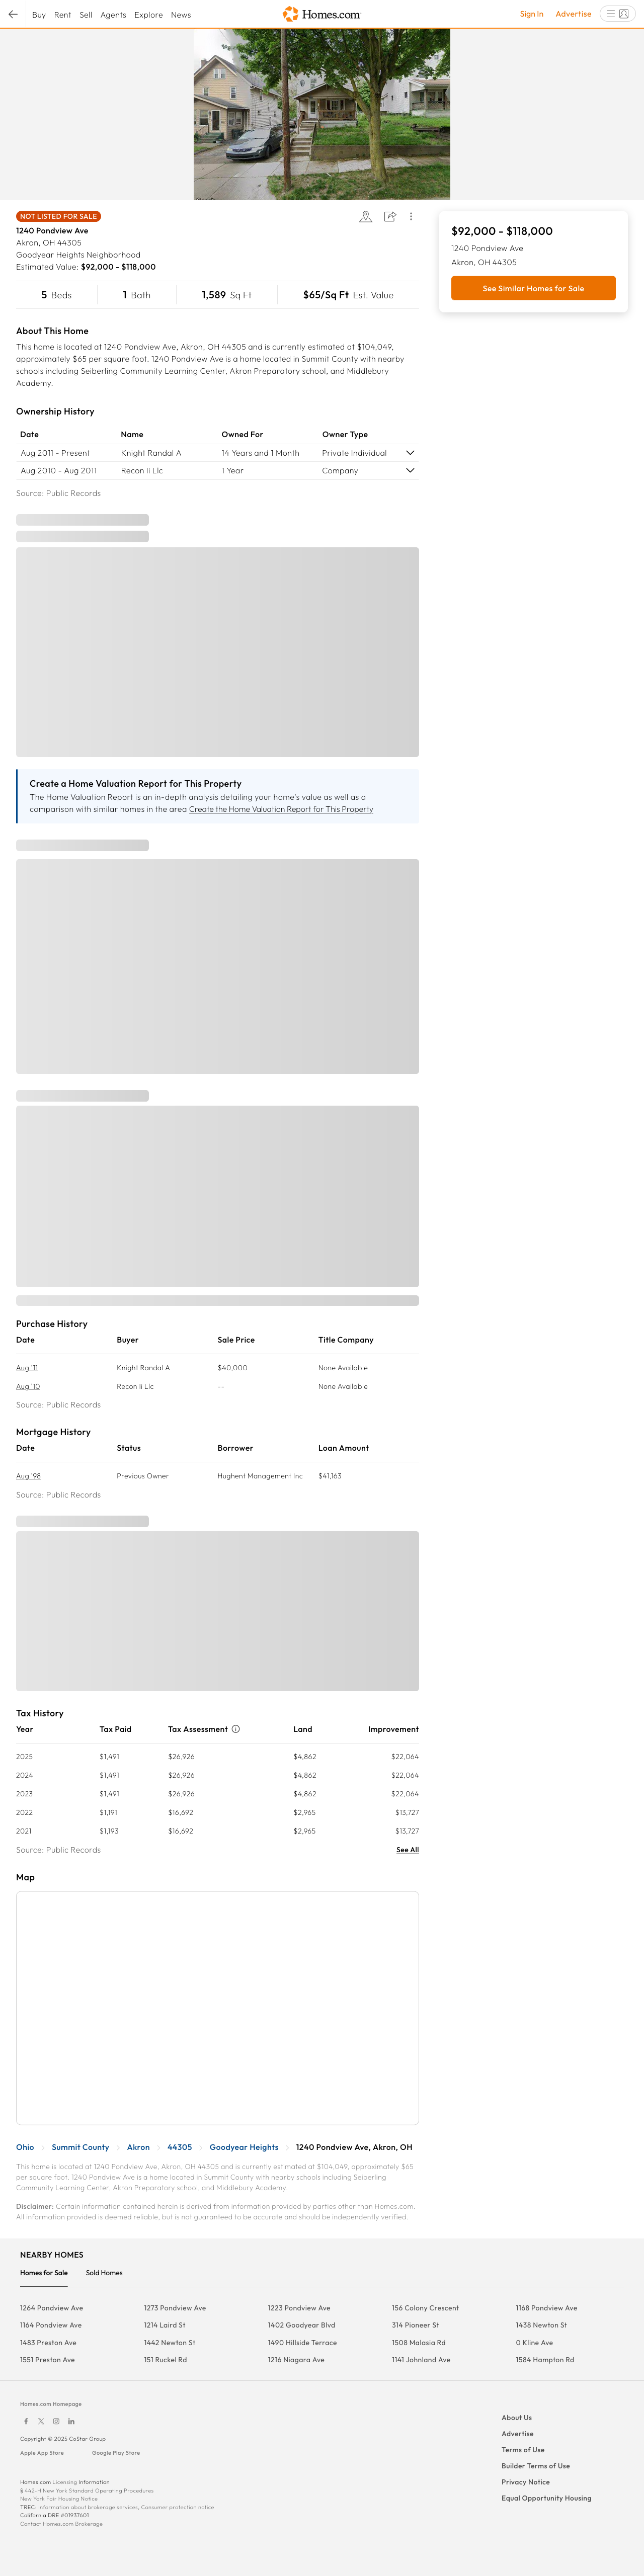 Buy Rent Sell Agents Explore News
Homes.com
Sign In Advertise
NOT LISTED FOR SALE
1240 Pondview Ave
Akron, OH 44305
Goodyear Heights Neighborhood
Estimated Value: $92,000 - $118,000
5 Beds 1 Bath 1,589 Sq Ft $65/Sq Ft Est. Value
$92,000 - $118,000
1240 Pondview Ave
Akron, OH 44305
See Similar Homes for Sale
About This Home
This home is located at 1240 Pondview Ave, Akron, OH 44305 and is currently estimated at $104,049,
approximately $65 per square foot. 1240 Pondview Ave is a home located in Summit County with nearby
schools including Seiberling Community Learning Center, Akron Preparatory school, and Middlebury
Academy.
Ownership History
Date Name Owned For Owner Type
Aug 2011 - Present Knight Randal A 14 Years and 1 Month Private Individual
Aug 2010 - Aug 2011 Recon Ii Llc 1 Year Company
Source: Public Records
Create a Home Valuation Report for This Property
The Home Valuation Report is an in-depth analysis detailing your home's value as well as a
comparison with similar homes in the area Create the Home Valuation Report for This Property
Purchase History
Date Buyer Sale Price Title Company
Aug '11 Knight Randal A $40,000 None Available
Aug '10 Recon Ii Llc -- None Available
Source: Public Records
Mortgage History
Date Status Borrower Loan Amount
Aug '98 Previous Owner Hughent Management Inc $41,163
Source: Public Records
Tax History
Year Tax Paid Tax Assessment Land Improvement
2025 $1,491 $26,926 $4,862 $22,064
2024 $1,491 $26,926 $4,862 $22,064
2023 $1,491 $26,926 $4,862 $22,064
2022 $1,191 $16,692 $2,965 $13,727
2021 $1,193 $16,692 $2,965 $13,727
Source: Public Records See All
Map
Ohio Summit County Akron 44305 Goodyear Heights 1240 Pondview Ave, Akron, OH
This home is located at 1240 Pondview Ave, Akron, OH 44305 and is currently estimated at $104,049, approximately $65
per square foot. 1240 Pondview Ave is a home located in Summit County with nearby schools including Seiberling
Community Learning Center, Akron Preparatory school, and Middlebury Academy.
Disclaimer: Certain information contained herein is derived from information provided by parties other than Homes.com.
All information provided is deemed reliable, but is not guaranteed to be accurate and should be independently verified.
NEARBY HOMES
Homes for Sale Sold Homes
1264 Pondview Ave 1273 Pondview Ave 1223 Pondview Ave 156 Colony Crescent 1168 Pondview Ave
1164 Pondview Ave 1214 Laird St 1402 Goodyear Blvd 314 Pioneer St 1438 Newton St
1483 Preston Ave 1442 Newton St 1490 Hillside Terrace 1508 Malasia Rd 0 Kline Ave
1551 Preston Ave 151 Ruckel Rd 1216 Niagara Ave 1141 Johnland Ave 1584 Hampton Rd
Homes.com Homepage
Copyright © 2025 CoStar Group
Apple App Store Google Play Store
Homes.com Licensing Information
§ 442-H New York Standard Operating Procedures
New York Fair Housing Notice
TREC: Information about brokerage services, Consumer protection notice
California DRE #01937601
Contact Homes.com Brokerage
About Us
Advertise
Terms of Use
Builder Terms of Use
Privacy Notice
Equal Opportunity Housing